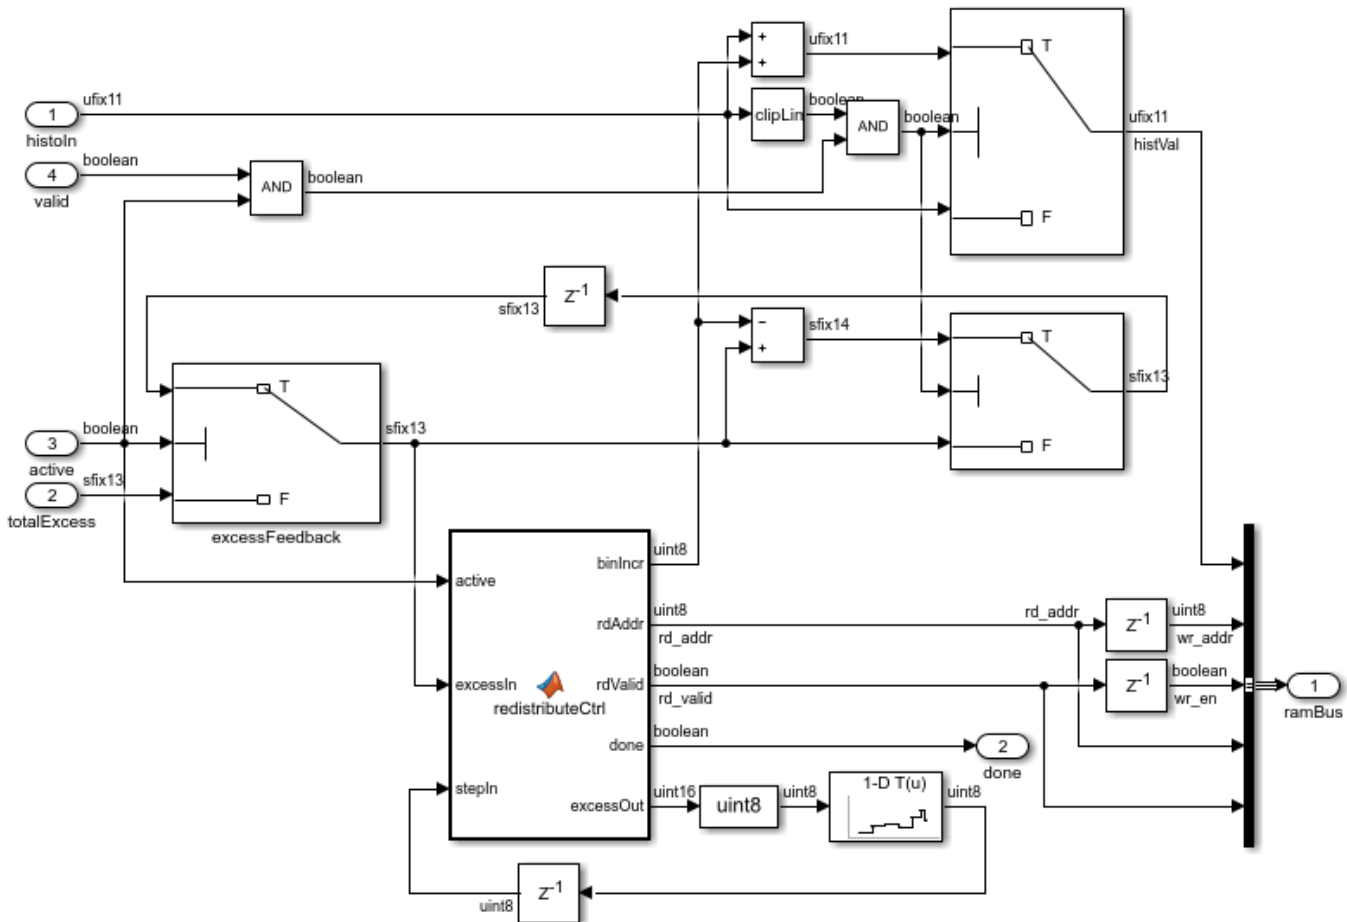 +
+
ufix11
T
F
ufix11
histVal
ufix11
1
histoIn
clipLin
boolean
AND
boolean
boolean
4
valid
AND
boolean
Z-1
sfix13
-
+
sfix14
T
F
sfix13
T
F
sfix13
excessFeedback
boolean
3
active
sfix13
2
totalExcess
active
excessIn
stepIn
redistributeCtrl
binIncr
rdAddr
rdValid
done
excessOut
uint8
uint8
rd_addr
boolean
rd_valid
boolean
uint16
2
done
rd_addr
Z-1
uint8
wr_addr
Z-1
boolean
wr_en
1
ramBus
uint8
uint8
1-D T(u)
uint8
Z-1
uint8